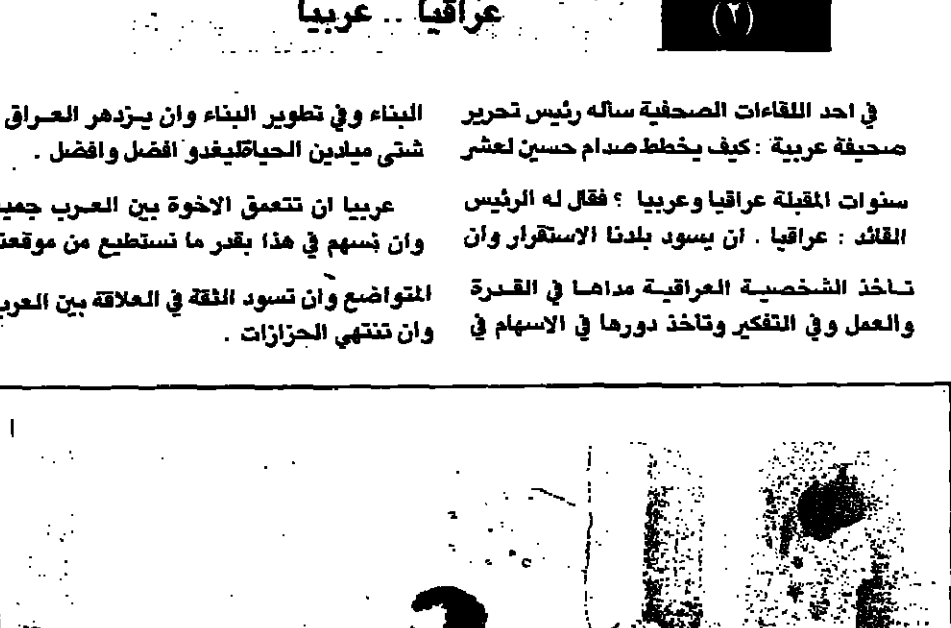 (٢)
عراقيا .. عربيا
في احد اللقاءات الصحفية سأله رئيس تحرير
صحيفة عربية : كيف يخطط صدام حسين لعشر
سنوات المقبلة عراقيا وعربيا ؟ فقال له الرئيس
القائد : عراقيا . ان يسود بلدنا الاستقرار وان
تأخذ الشخصية العراقية مداها في القدرة
والعمل وفي التفكير وتأخذ دورها في الاسهام في
البناء وفي تطوير البناء وان يزدهر العراق
شتى ميادين الحياة ليغدو افضل وافضل .
عربيا ان تتعمق الاخوة بين العرب
وان نسهم في هذا بقدر ما نستطيع من
المتواضع وان تسود الثقة في العلاقة بين
وان تنتهي الحزازات .